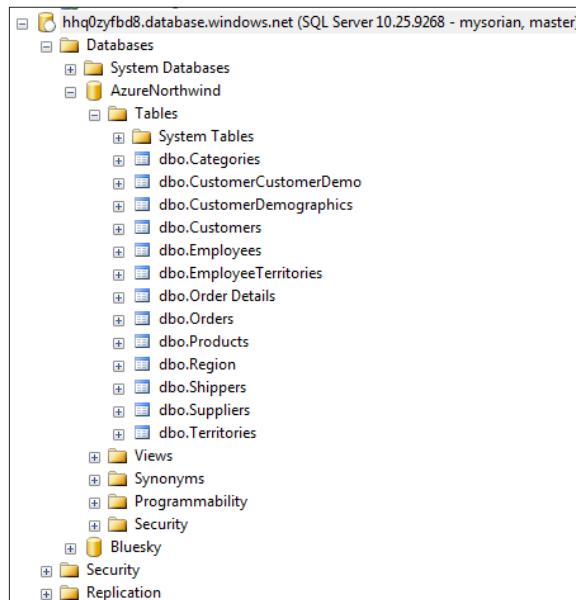 hhq0zyfbd8.database.windows.net (SQL Server 10.25.9268 - mysorian, master)
Databases
System Databases
AzureNorthwind
Tables
System Tables
dbo.Categories
dbo.CustomerCustomerDemo
dbo.CustomerDemographics
dbo.Customers
dbo.Employees
dbo.EmployeeTerritories
dbo.Order Details
dbo.Orders
dbo.Products
dbo.Region
dbo.Shippers
dbo.Suppliers
dbo.Territories
Views
Synonyms
Programmability
Security
Bluesky
Security
Replication